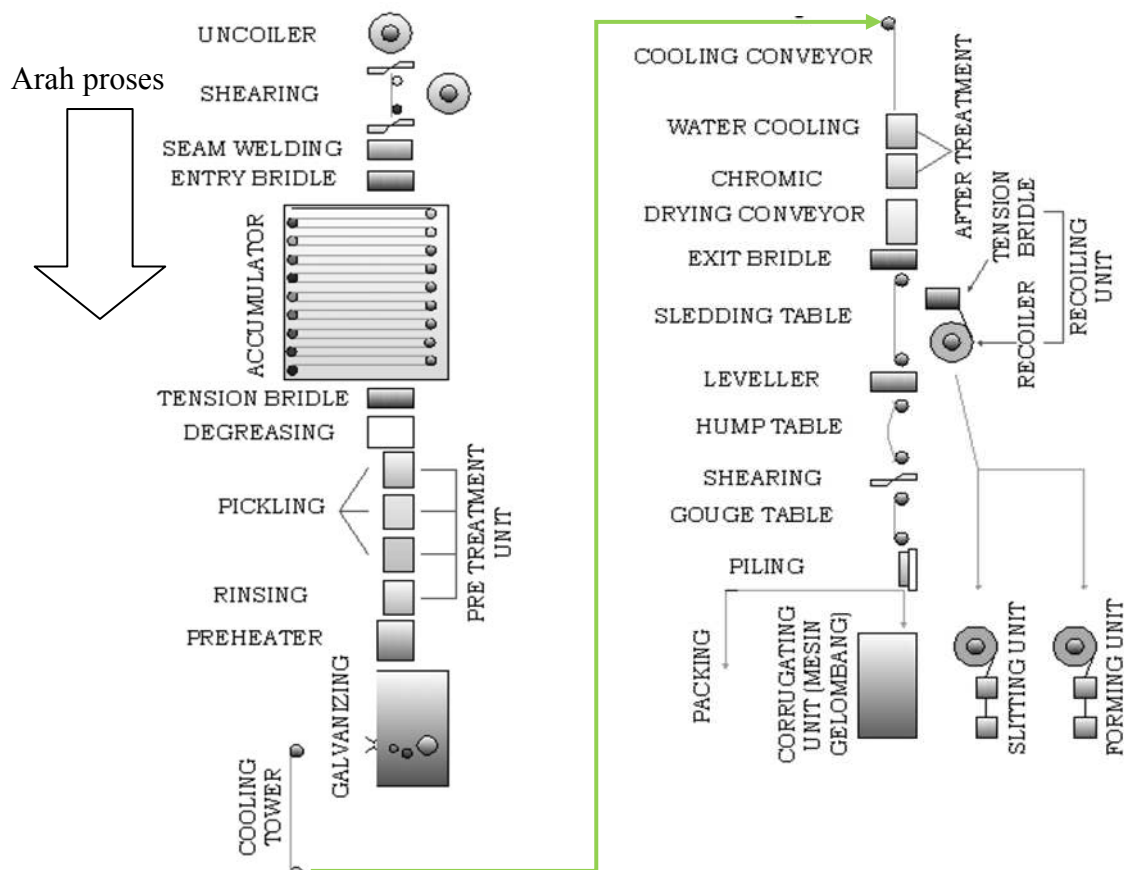 UNCOILER
Arah proses
SHEARING
SEAM WELDING
ENTRY BRIDLE
ACCUMULATOR
TENSION BRIDLE
DEGREASING
PICKLING
PRE TREATMENT
UNIT
RINSING
PREHEATER
GALVANIZING
COOLING
TOWER
COOLING CONVEYOR
WATER COOLING
CHROMIC
AFTER TREATMENT
DRYING CONVEYOR
EXIT BRIDLE
TENSION
BRIDLE
SLEDDING TABLE
RECOILER
RECOILING
UNIT
LEVELLER
HUMP TABLE
SHEARING
GOUGE TABLE
PILING
PACKING
CORRUGATING
UNIT (MESIN
GELOMBANG)
SLITTING UNIT
FORMING UNIT